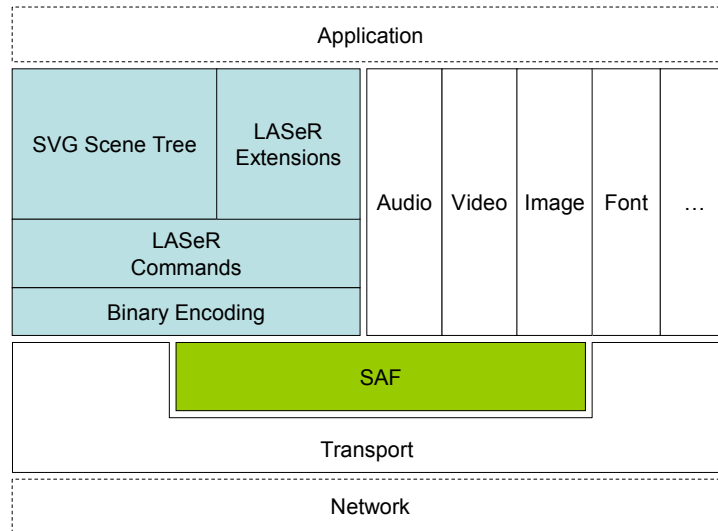 Application
SVG Scene Tree
LASeR
Extensions
Audio
Video
Image
Font
...
LASeR
Commands
Binary Encoding
SAF
Transport
Network